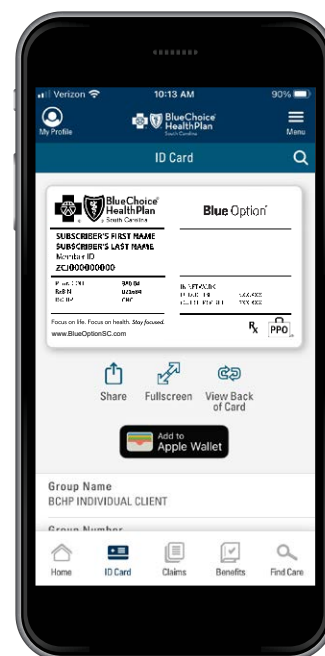 Verizon 10:13 AM 90%
My Profile
BlueChoice
HealthPlan
South Carolina
Menu
ID Card
BlueChoice®
HealthPlan
South Carolina
Blue Option
SUBSCRIBER'S FIRST NAME
SUBSCRIBER'S LAST NAME
Member ID
Focus on life. Focus on health. Stay focused.
www.BlueOptionSC.com
Rx PPO
Share Fullscreen View Back
of Card
Add to
Apple Wallet
Group Name
BCHP INDIVIDUAL CLIENT
Group Number
Home ID Card Claims Benefits Find Care